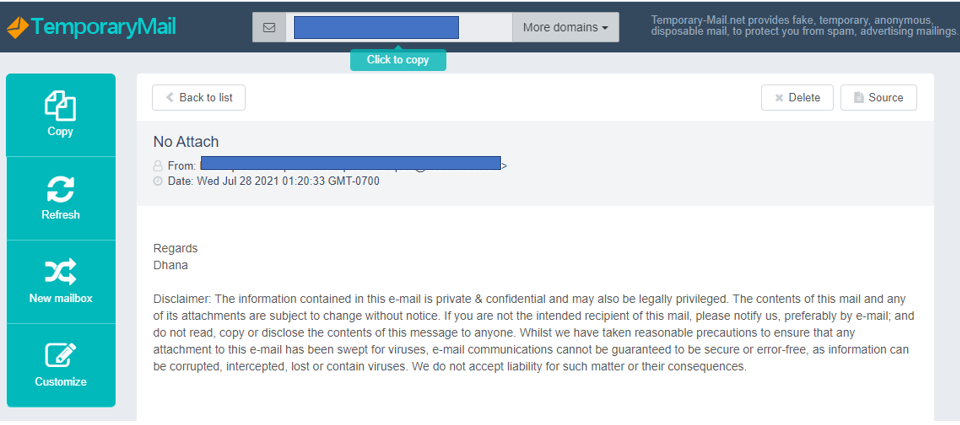 TemporaryMail
More domains
Temporary-Mail.net provides fake, temporary, anonymous,
disposable mail, to protect you from spam, advertising mailings.
Click to copy
Copy
Refresh
New mailbox
Customize
Back to list
Delete
Source
No Attach
From: >
Date: Wed Jul 28 2021 01:20:33 GMT-0700
Regards
Dhana
Disclaimer: The information contained in this e-mail is private & confidential and may also be legally privileged. The contents of this mail and any
of its attachments are subject to change without notice. If you are not the intended recipient of this mail, please notify us, preferably by e-mail; and
do not read, copy or disclose the contents of this message to anyone. Whilst we have taken reasonable precautions to ensure that any
attachment to this e-mail has been swept for viruses, e-mail communications cannot be guaranteed to be secure or error-free, as information can
be corrupted, intercepted, lost or contain viruses. We do not accept liability for such matter or their consequences.